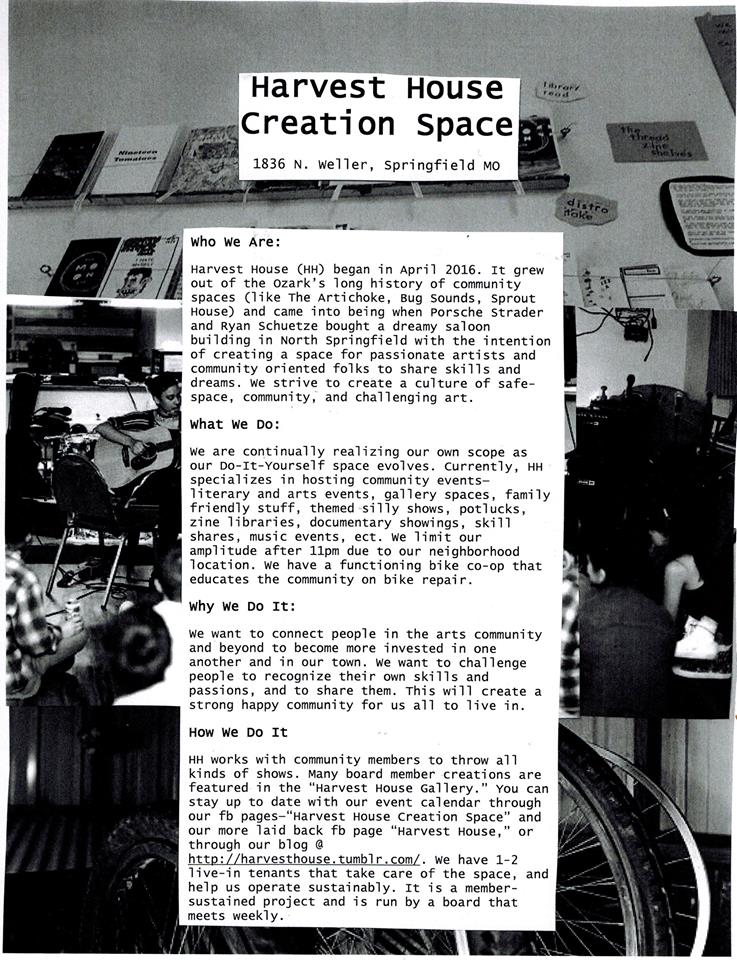 Harvest House
Creation Space
1836 N. Weller, Springfield MO
library
read
Nineteen
Tomatoes
the
thread
zine
shelves
distro
take
Who We Are:
Harvest House (HH) began in April 2016. It grew
out of the Ozark's long history of community
spaces (like The Artichoke, Bug Sounds, Sprout
House) and came into being when Porsche Strader
and Ryan Schuetze bought a dreamy saloon
building in North Springfield with the intention
of creating a space for passionate artists and
community oriented folks to share skills and
dreams. We strive to create a culture of safe-
space, community, and challenging art.
What We Do:
We are continually realizing our own scope as
our Do-It-Yourself space evolves. Currently, HH
specializes in hosting community events—
literary and arts events, gallery spaces, family
friendly stuff, themed silly shows, potlucks,
zine libraries, documentary showings, skill
shares, music events, ect. We limit our
amplitude after 11pm due to our neighborhood
location. We have a functioning bike co-op that
educates the community on bike repair.
Why We Do It:
We want to connect people in the arts community
and beyond to become more invested in one
another and in our town. We want to challenge
people to recognize their own skills and
passions, and to share them. This will create a
strong happy community for us all to live in.
How We Do It
HH works with community members to throw all
kinds of shows. Many board member creations are
featured in the “Harvest House Gallery.” You can
stay up to date with our event calendar through
our fb pages—“Harvest House Creation Space” and
our more laid back fb page “Harvest House,” or
through our blog @
http://harvesthouse.tumblr.com/. We have 1-2
live-in tenants that take care of the space, and
help us operate sustainably. It is a member-
sustained project and is run by a board that
meets weekly.